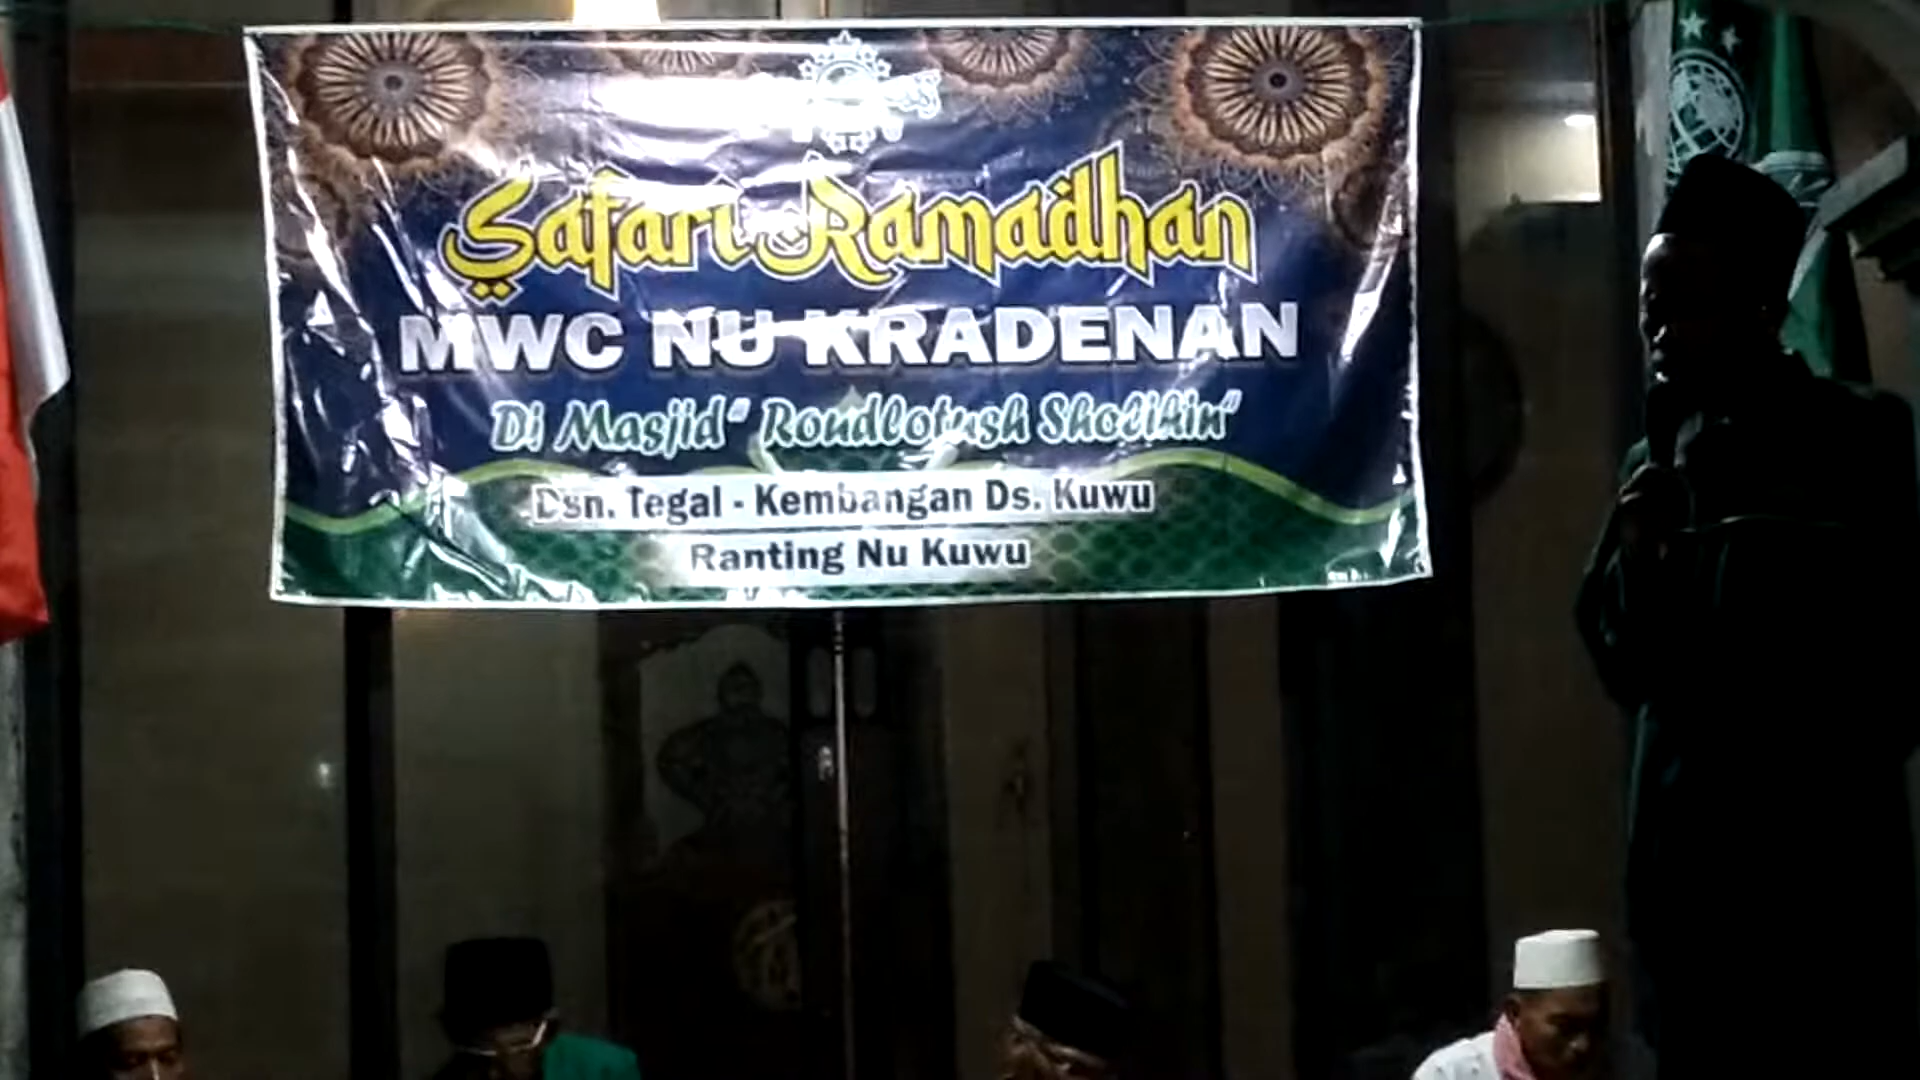 Safari Ramadhan
MWC NU KRADENAN
Di Masjid " Roudlotush Sholihin"
Dsn. Tegal - Kembangan Ds. Kuwu
Ranting Nu Kuwu